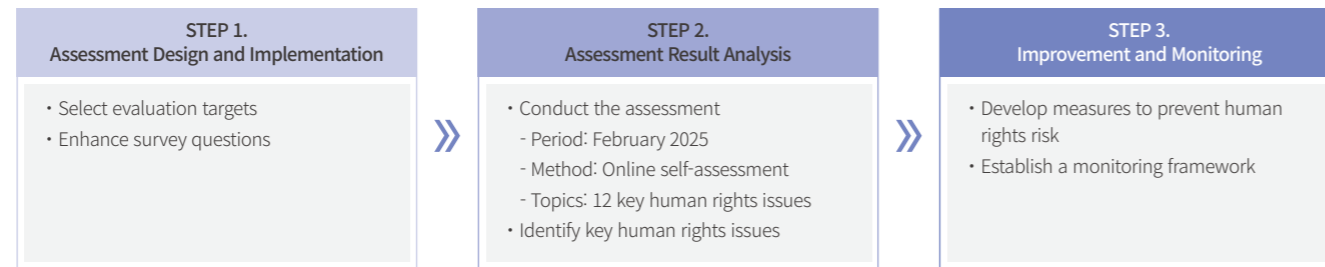 STEP 1.
Assessment Design and Implementation
・Select evaluation targets
・Enhance survey questions
STEP 2.
Assessment Result Analysis
・Conduct the assessment
- Period: February 2025
- Method: Online self-assessment
- Topics: 12 key human rights issues
・Identify key human rights issues
STEP 3.
Improvement and Monitoring
・Develop measures to prevent human
rights risk
・Establish a monitoring framework